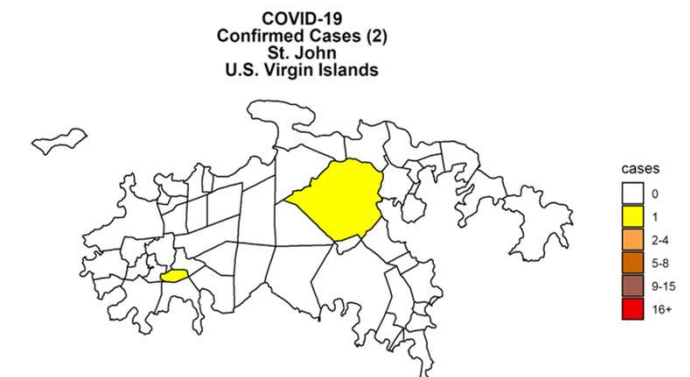 COVID-19
Confirmed Cases (2)
St. John
U.S. Virgin Islands
cases
0
1
2-4
5-8
9-15
16+